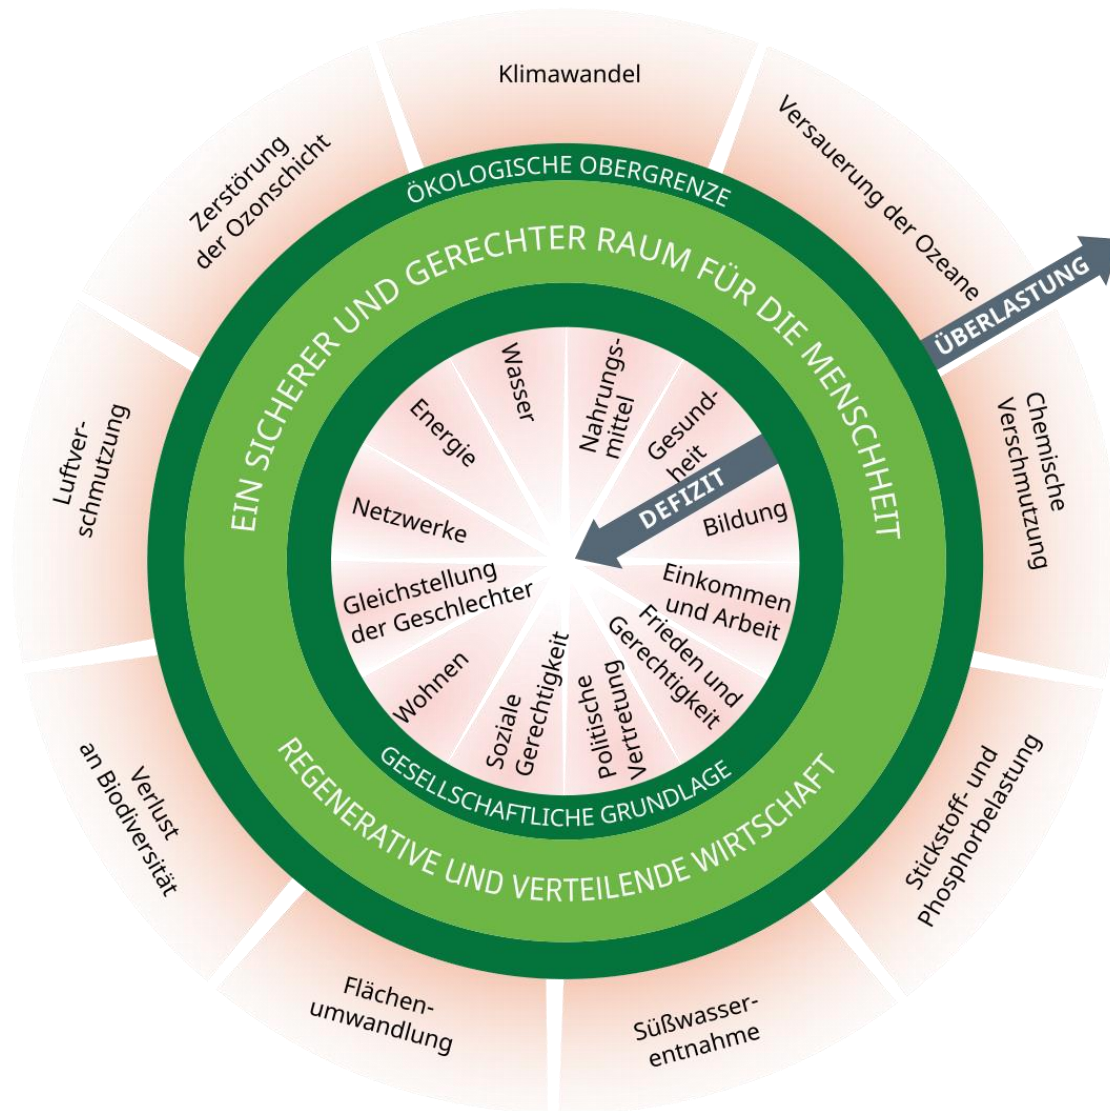 Klimawandel
Versauerung der Ozeane
Chemische
Verschmutzung
Stickstoff- und
Phosphorbelastung
Süßwasser-
entnahme
Flächen-
umwandlung
Verlust
an Biodiversität
Luftver-
schmutzung
Zerstörung
der Ozonschicht
ÜBERLASTUNG
ÖKOLOGISCHE OBERGRENZE
EIN SICHERER UND GERECHTER RAUM FÜR DIE MENSCHHEIT
Wasser
Nahrungs-
mittel
Gesund-
heit
DEFIZIT
Bildung
Einkommen
und Arbeit
Frieden und
Gerechtigkeit
Politische
Vertretung
Soziale
Gerechtigkeit
Wohnen
Gleichstellung
der Geschlechter
Netzwerke
Energie
GESELLSCHAFTLICHE GRUNDLAGE
REGENERATIVE UND VERTEILENDE WIRTSCHAFT